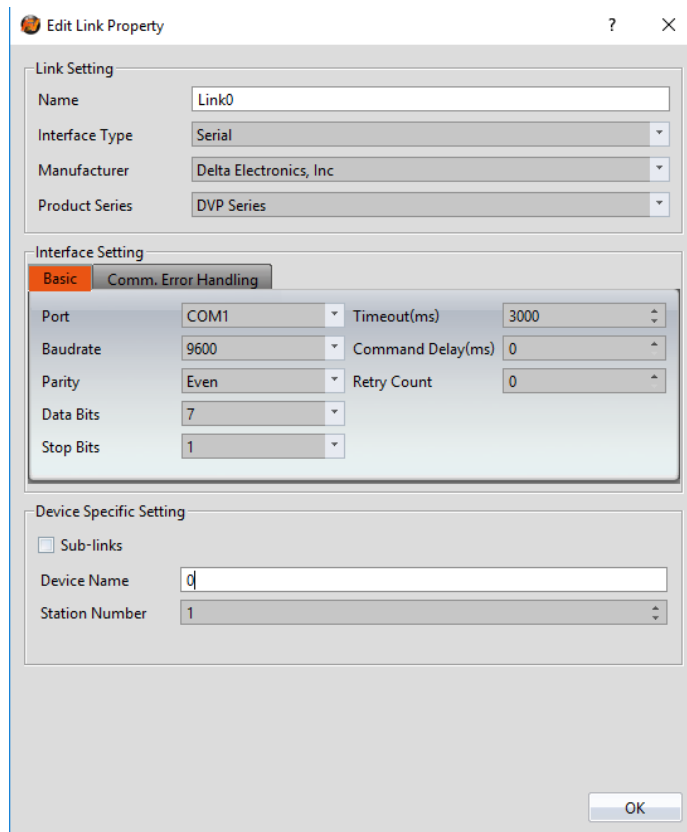 Edit Link Property ? ×
Link Setting
Name Link0
Interface Type Serial
Manufacturer Delta Electronics, Inc
Product Series DVP Series
Interface Setting
Basic Comm. Error Handling
Port COM1 Timeout(ms) 3000
Baudrate 9600 Command Delay(ms) 0
Parity Even Retry Count 0
Data Bits 7
Stop Bits 1
Device Specific Setting
Sub-links
Device Name 0
Station Number 1
OK